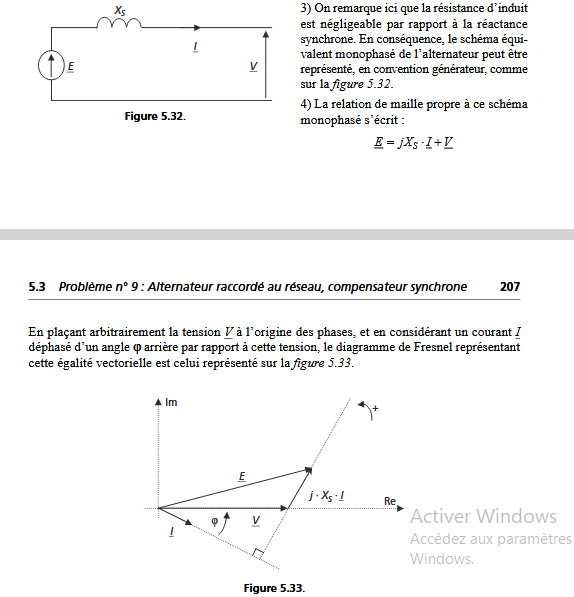 X_S
I
E
V
Figure 5.32.
3) On remarque ici que la résistance d’induit
est négligeable par rapport à la réactance
synchrone. En conséquence, le schéma équi-
valent monophasé de l’alternateur peut être
représenté, en convention générateur, comme
sur la figure 5.32.
4) La relation de maille propre à ce schéma
monophasé s’écrit :
E = jX_S · I + V
5.3 Problème n° 9 : Alternateur raccordé au réseau, compensateur synchrone 207
En plaçant arbitrairement la tension V à l’origine des phases, et en considérant un courant I
déphasé d’un angle φ arrière par rapport à cette tension, le diagramme de Fresnel représentant
cette égalité vectorielle est celui représenté sur la figure 5.33.
Im
+
E
j · X_S · I
Re
I
φ
V
Figure 5.33.
Activer Windows
Accédez aux paramètres
Windows.